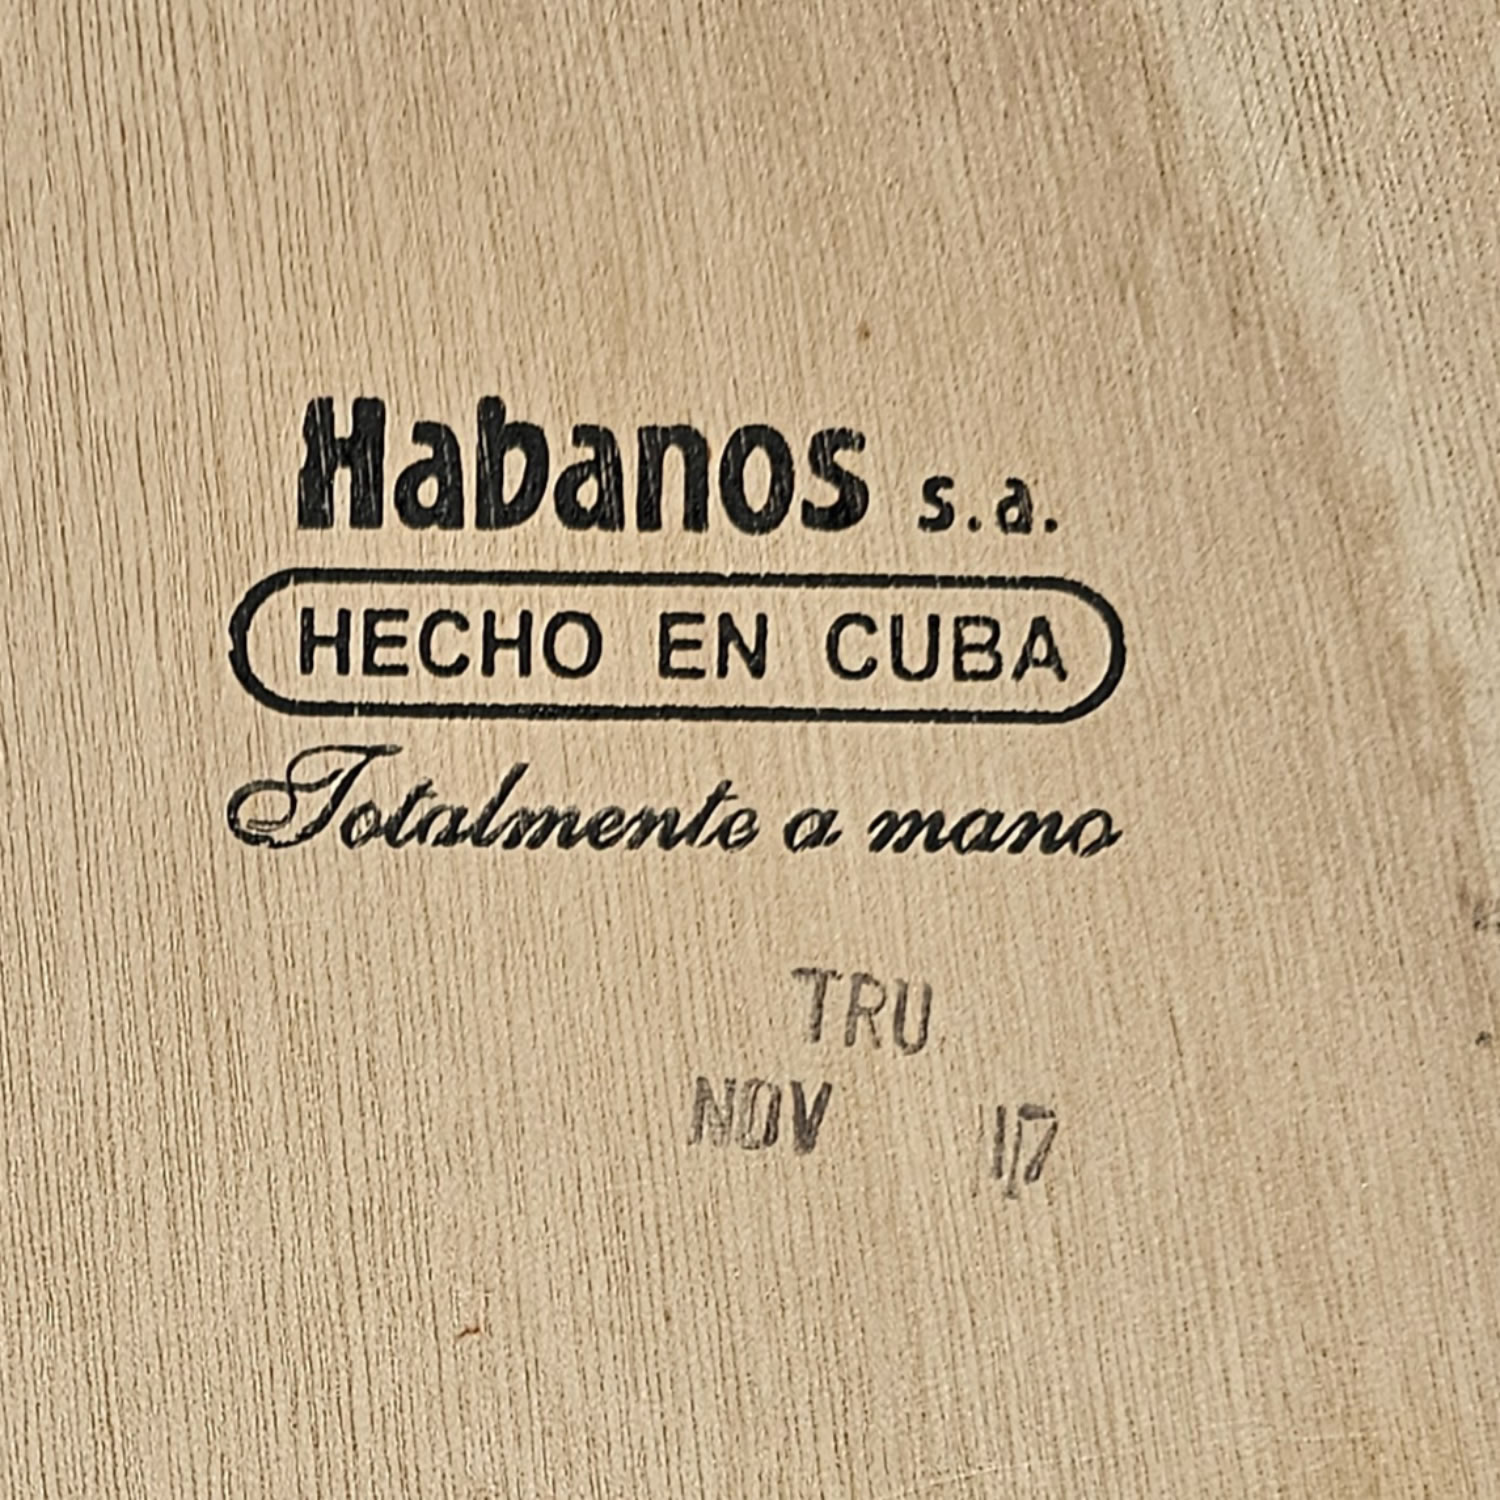 Habanos s.a.
HECHO EN CUBA
Totalmente a mano
TRU
NOV 17